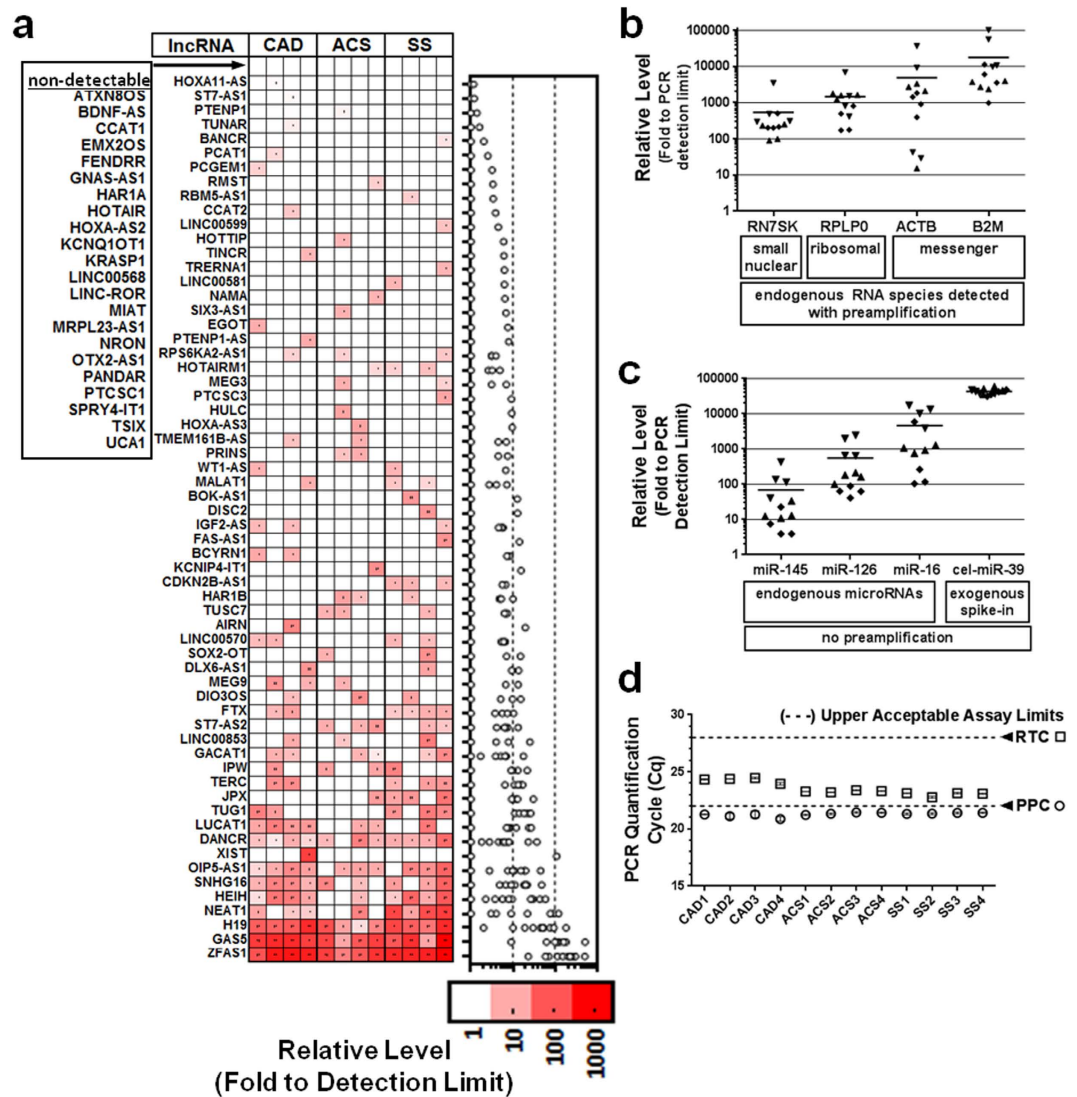 a
lncRNA CAD ACS SS
non-detectable
ATXN8OS
BDNF-AS
CCAT1
EMX2OS
FENDRR
GNAS-AS1
HAR1A
HOTAIR
HOXA-AS2
KCNQ1OT1
KRASP1
LINC00568
LINC-ROR
MIAT
MRPL23-AS1
NRON
OTX2-AS1
PANDAR
PTCSC1
SPRY4-IT1
TSIX
UCA1
HOXA11-AS
ST7-AS1
PTENP1
TUNAR
BANCR
PCAT1
PCGEM1
RMST
RBM5-AS1
CCAT2
LINC00599
HOTTIP
TINCR
TRERNA1
LINC00581
NAMA
SIX3-AS1
EGOT
PTENP1-AS
RPS6KA2-AS1
HOTAIRM1
MEG3
PTCSC3
HULC
HOXA-AS3
TMEM161B-AS
PRINS
WT1-AS
MALAT1
BOK-AS1
DISC2
IGF2-AS
FAS-AS1
BCYRN1
KCNIP4-IT1
CDKN2B-AS1
HAR1B
TUSC7
AIRN
LINC00570
SOX2-OT
DLX6-AS1
MEG9
DIO3OS
FTX
ST7-AS2
LINC00853
GACAT1
IPW
TERC
JPX
TUG1
LUCAT1
DANCR
XIST
OIP5-AS1
SNHG16
HEIH
NEAT1
H19
GAS5
ZFAS1
1 10 100 1000
Relative Level
(Fold to Detection Limit)
b
Relative Level
(Fold to PCR
detection limit)
100000
10000
1000
100
10
1
RN7SK RPLP0 ACTB B2M
small
nuclear
ribosomal
messenger
endogenous RNA species detected
with preamplification
c
Relative Level
(Fold to PCR
Detection Limit)
100000
10000
1000
100
10
1
miR-145 miR-126 miR-16 cel-miR-39
endogenous microRNAs
exogenous
spike-in
no preamplification
d
PCR Quantification
Cycle (Cq)
30
25
20
15
(---) Upper Acceptable Assay Limits
RTC
PPC
CAD1 CAD2 CAD3 CAD4 ACS1 ACS2 ACS3 ACS4 SS1 SS2 SS3 SS4